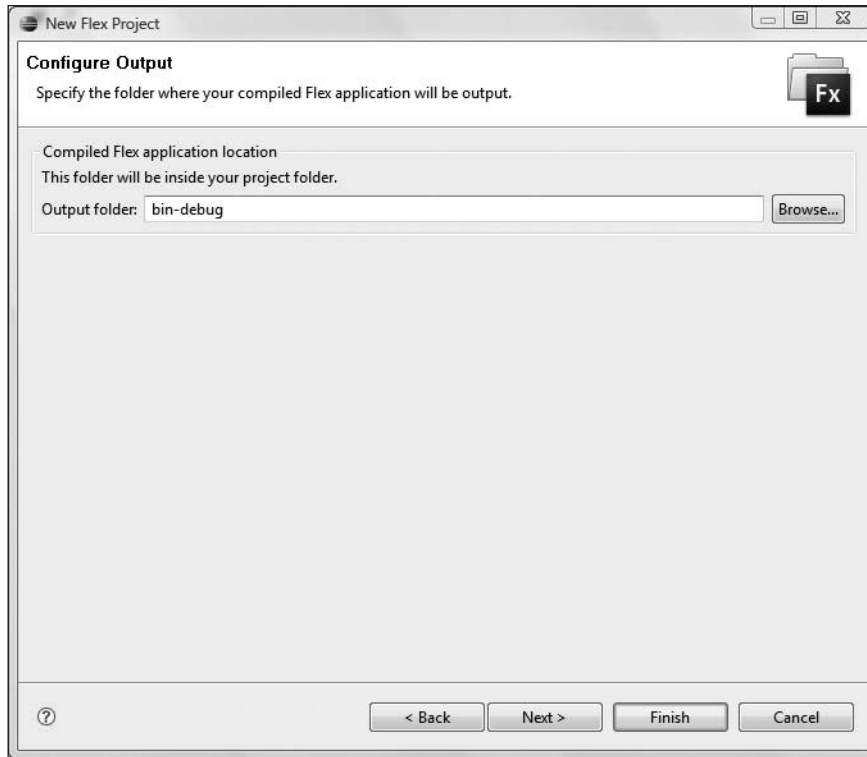 New Flex Project
Configure Output
Specify the folder where your compiled Flex application will be output.
Fx
Compiled Flex application location
This folder will be inside your project folder.
Output folder: bin-debug Browse...
? < Back Next > Finish Cancel